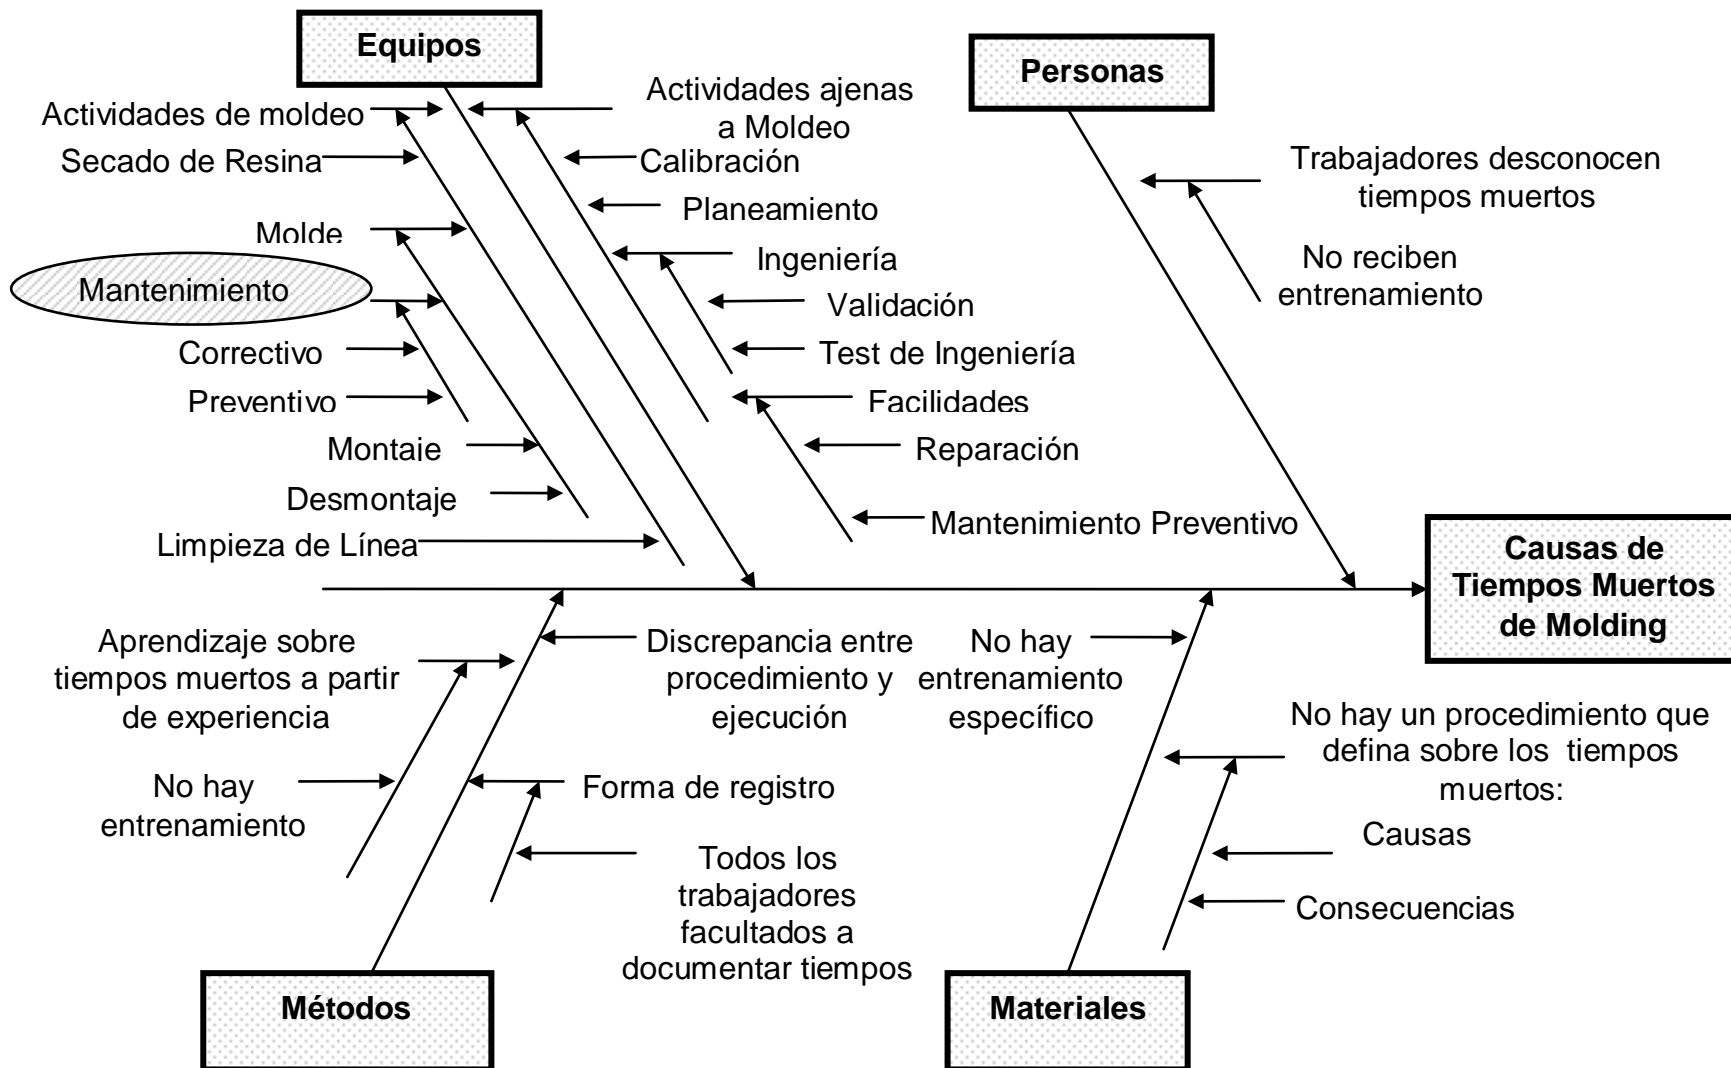 Equipos
Personas
Actividades de moldeo
Actividades ajenas
a Moldeo
Secado de Resina
Calibración
Trabajadores desconocen
tiempos muertos
Planeamiento
Molde
Ingeniería
No reciben
entrenamiento
Mantenimiento
Validación
Correctivo
Test de Ingeniería
Preventivo
Facilidades
Montaje
Reparación
Desmontaje
Mantenimiento Preventivo
Limpieza de Línea
Causas de
Tiempos Muertos
de Molding
Aprendizaje sobre
tiempos muertos a partir
de experiencia
Discrepancia entre
procedimiento y
ejecución
No hay
entrenamiento
específico
No hay un procedimiento que
defina sobre los tiempos
muertos:
No hay
entrenamiento
Forma de registro
Causas
Todos los
trabajadores
facultados a
documentar tiempos
Consecuencias
Métodos
Materiales